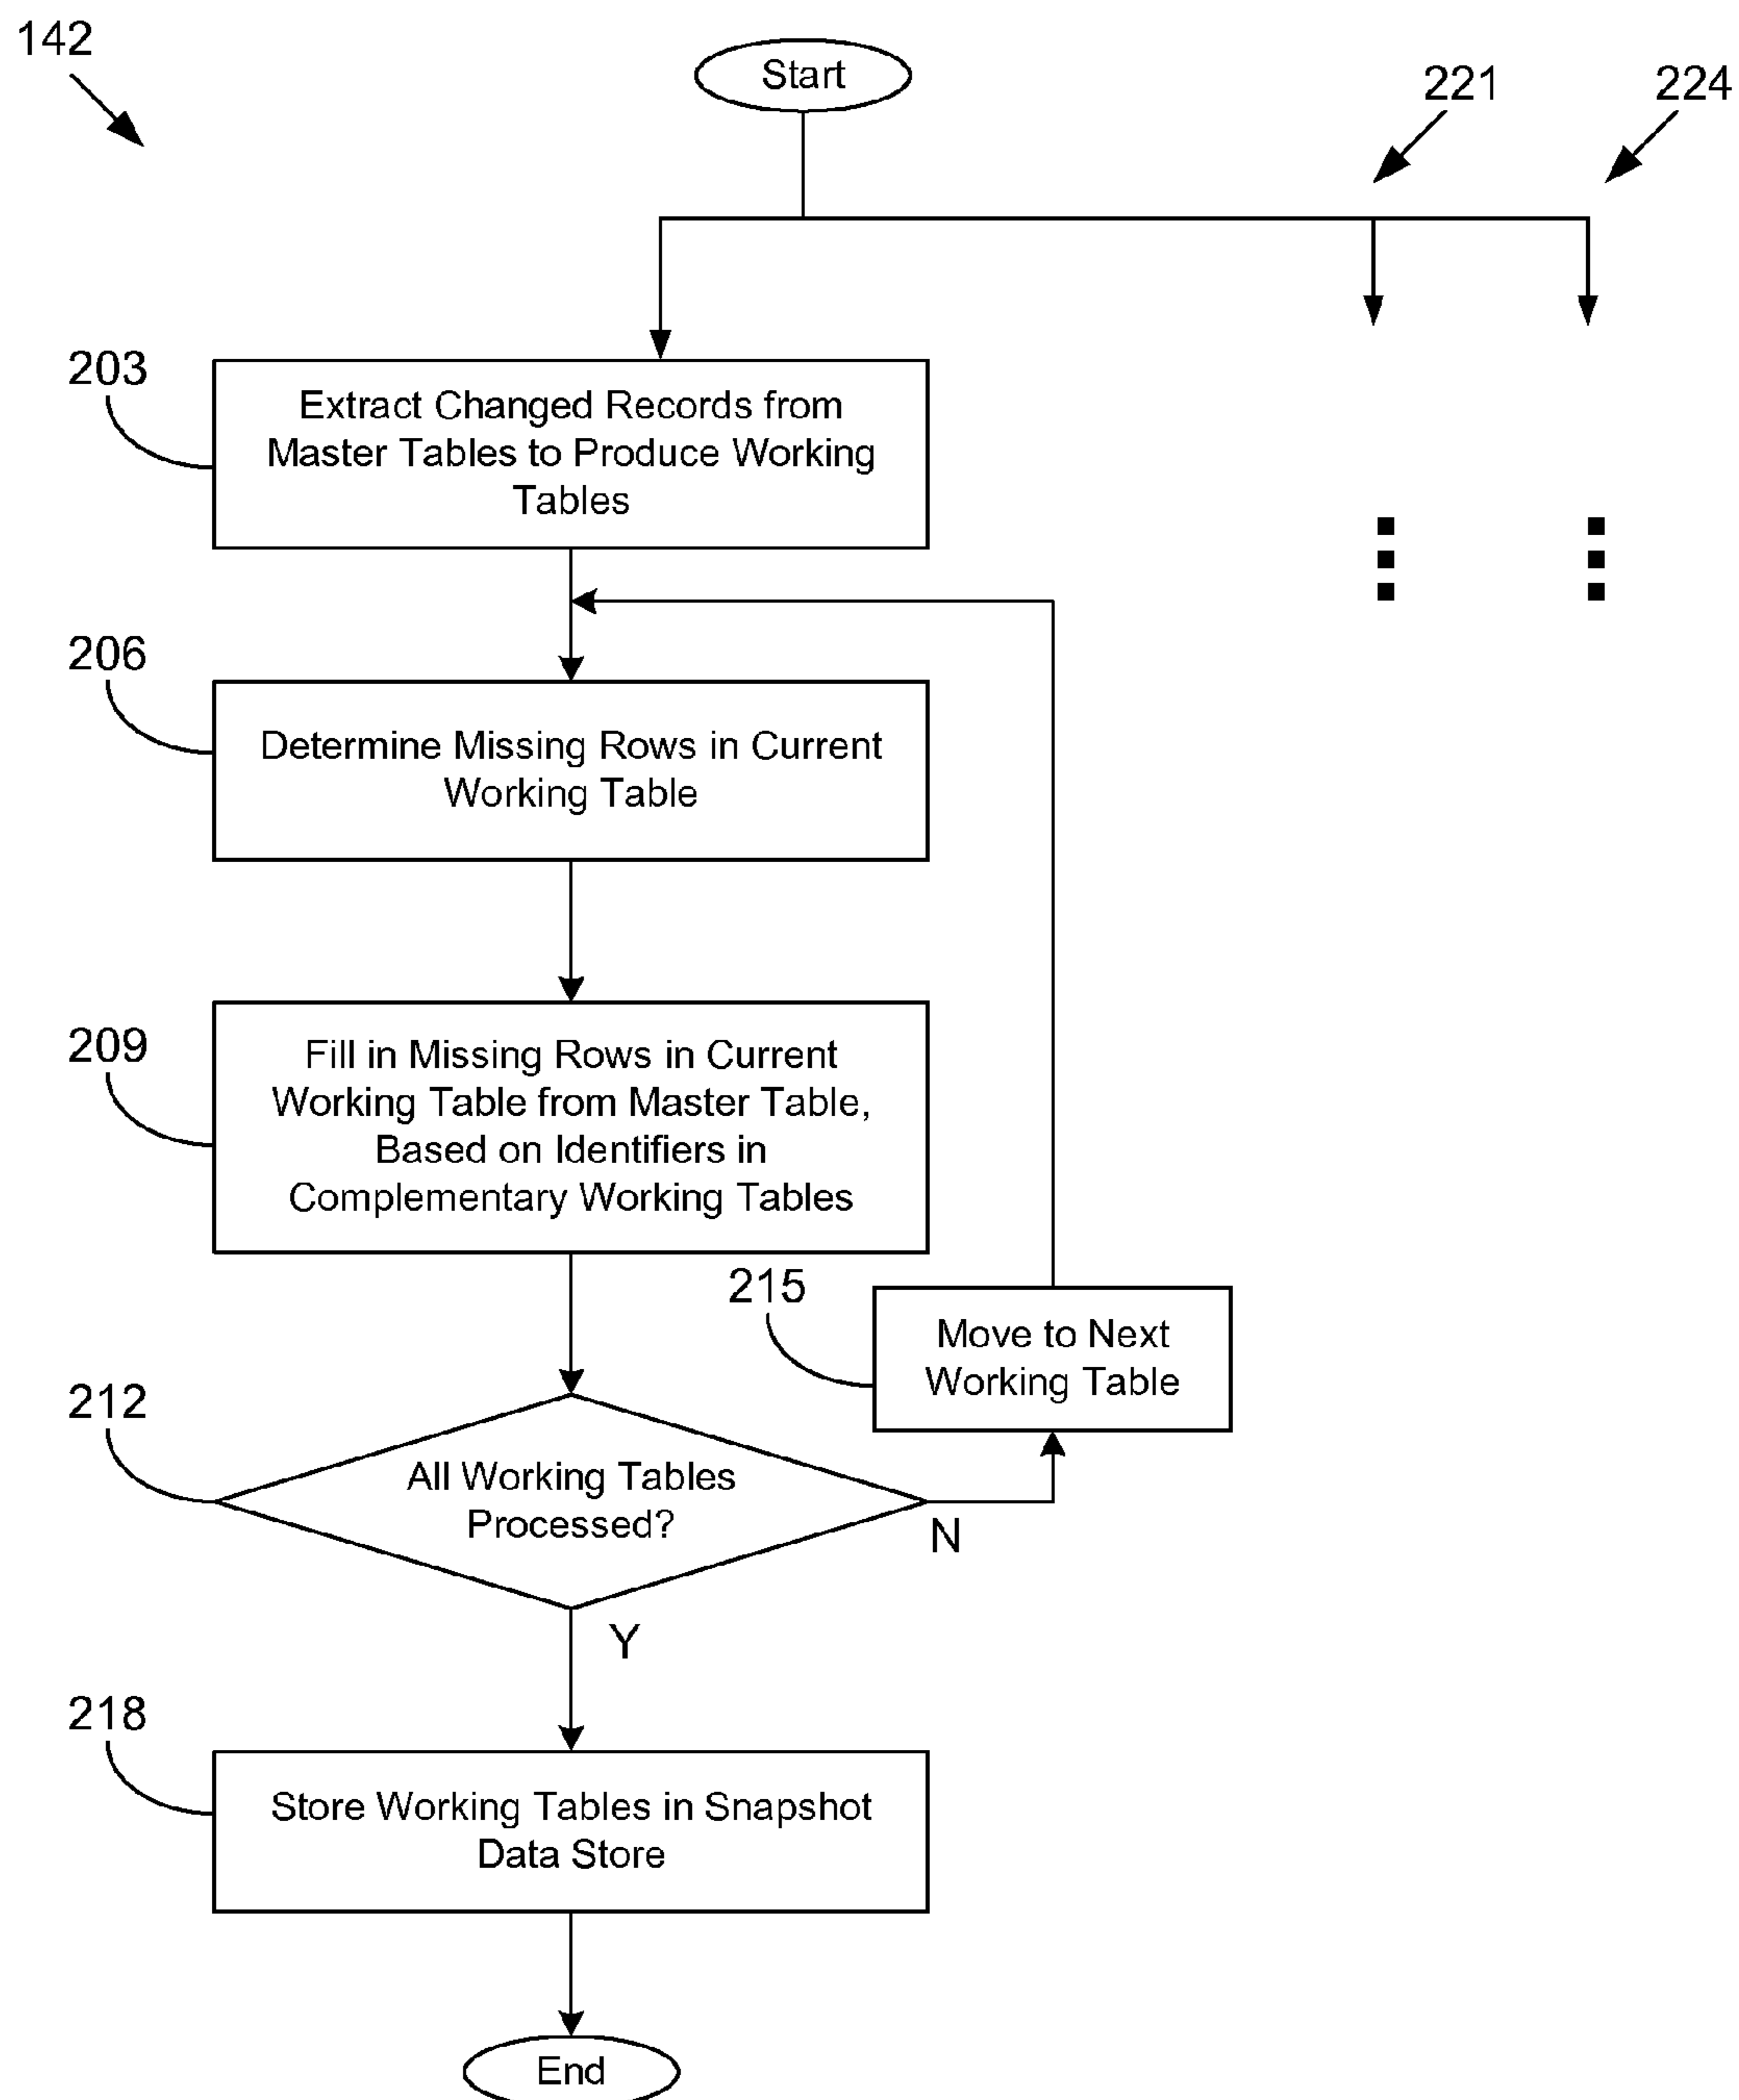 142
Start
221
224
203
Extract Changed Records from
Master Tables to Produce Working
Tables
206
Determine Missing Rows in Current
Working Table
209
Fill in Missing Rows in Current
Working Table from Master Table,
Based on Identifiers in
Complementary Working Tables
215
Move to Next
Working Table
212
All Working Tables
Processed?
N
Y
218
Store Working Tables in Snapshot
Data Store
End